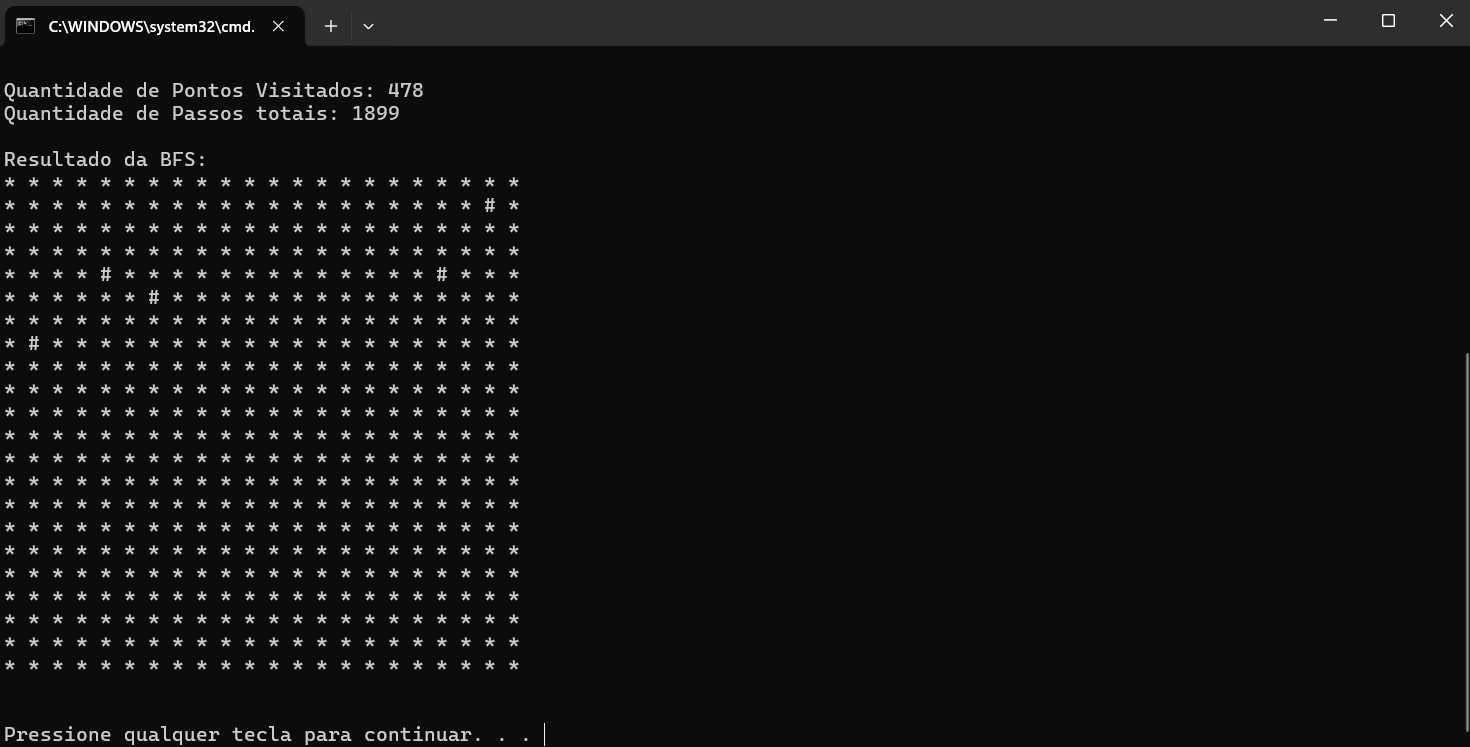 C:\WINDOWS\system32\cmd.
Quantidade de Pontos Visitados: 478
Quantidade de Passos totais: 1899
Resultado da BFS:
* * * * * * * * * * * * * * * * * * * * * *
* * * * * * * * * * * * * * * * * * * * # *
* * * * * * * * * * * * * * * * * * * * * *
* * * * * * * * * * * * * * * * * * * * * *
* * * * # * * * * * * * * * * * * * # * * *
* * * * * * # * * * * * * * * * * * * * * *
* * * * * * * * * * * * * * * * * * * * * *
* # * * * * * * * * * * * * * * * * * * * *
* * * * * * * * * * * * * * * * * * * * * *
* * * * * * * * * * * * * * * * * * * * * *
* * * * * * * * * * * * * * * * * * * * * *
* * * * * * * * * * * * * * * * * * * * * *
* * * * * * * * * * * * * * * * * * * * * *
* * * * * * * * * * * * * * * * * * * * * *
* * * * * * * * * * * * * * * * * * * * * *
* * * * * * * * * * * * * * * * * * * * * *
* * * * * * * * * * * * * * * * * * * * * *
* * * * * * * * * * * * * * * * * * * * * *
* * * * * * * * * * * * * * * * * * * * * *
* * * * * * * * * * * * * * * * * * * * * *
* * * * * * * * * * * * * * * * * * * * * *
* * * * * * * * * * * * * * * * * * * * * *
Pressione qualquer tecla para continuar. . .